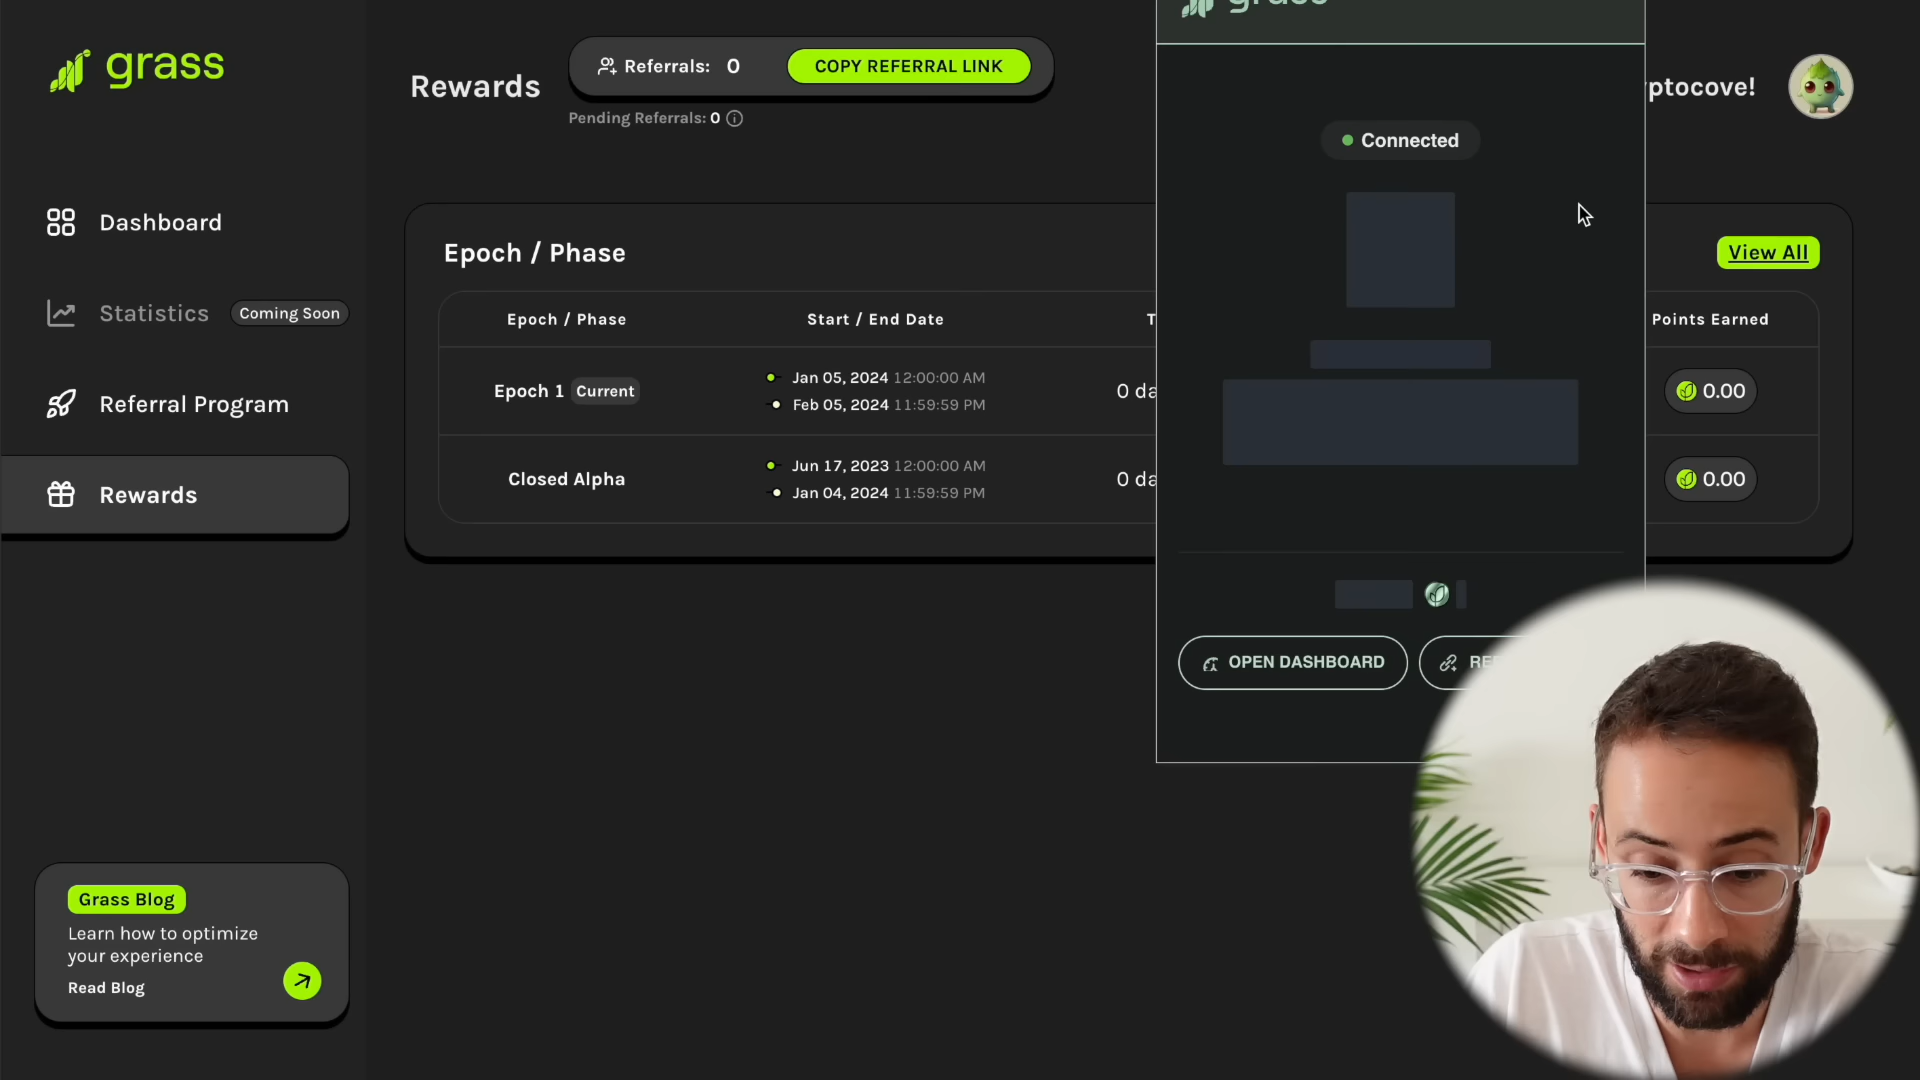 grass
Rewards
Referrals: 0
COPY REFERRAL LINK
Pending Referrals: 0
ptocove!
Connected
Dashboard
Statistics Coming Soon
Referral Program
Rewards
Epoch / Phase
View All
Epoch / Phase Start / End Date T Points Earned
Epoch 1 Current
Jan 05, 2024 12:00:00 AM
Feb 05, 2024 11:59:59 PM
0 da
0.00
Closed Alpha
Jun 17, 2023 12:00:00 AM
Jan 04, 2024 11:59:59 PM
0 da
0.00
OPEN DASHBOARD
Grass Blog
Learn how to optimize
your experience
Read Blog